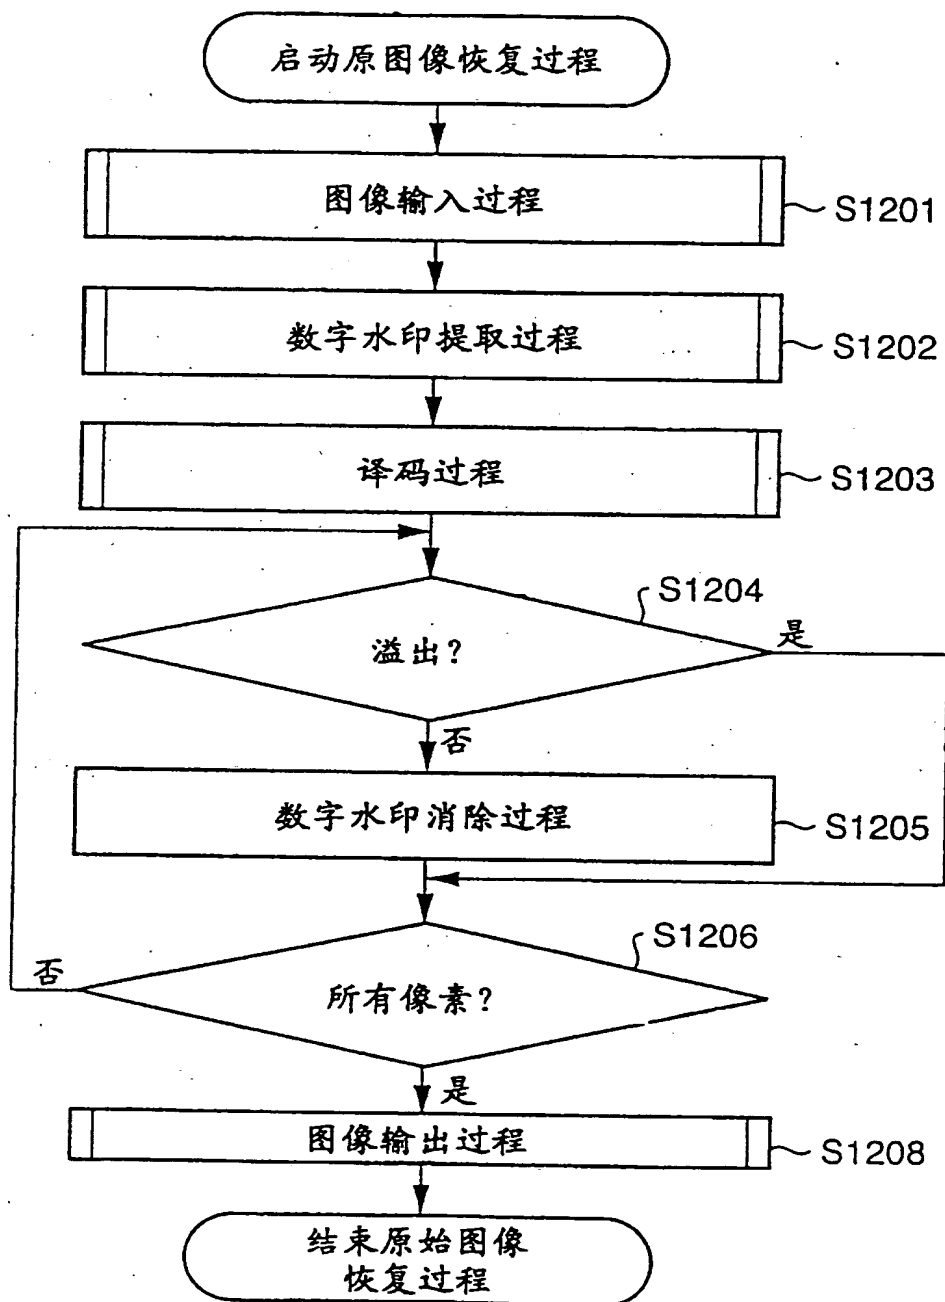 启动原图像恢复过程
图像输入过程
S1201
数字水印提取过程
S1202
译码过程
S1203
S1204
溢出?
是
否
数字水印消除过程
S1205
S1206
否
所有像素?
是
图像输出过程
S1208
结束原始图像
恢复过程